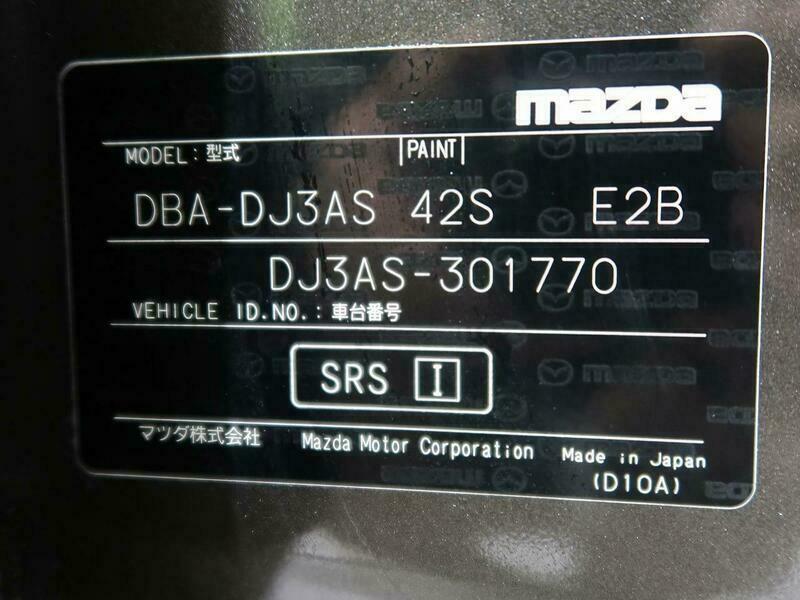 mazda
MODEL : 型式 PAINT
DBA-DJ3AS 42S E2B
DJ3AS-301770
VEHICLE ID.NO. : 車台番号
SRS I
マツダ株式会社 Mazda Motor Corporation Made in Japan
(D10A)